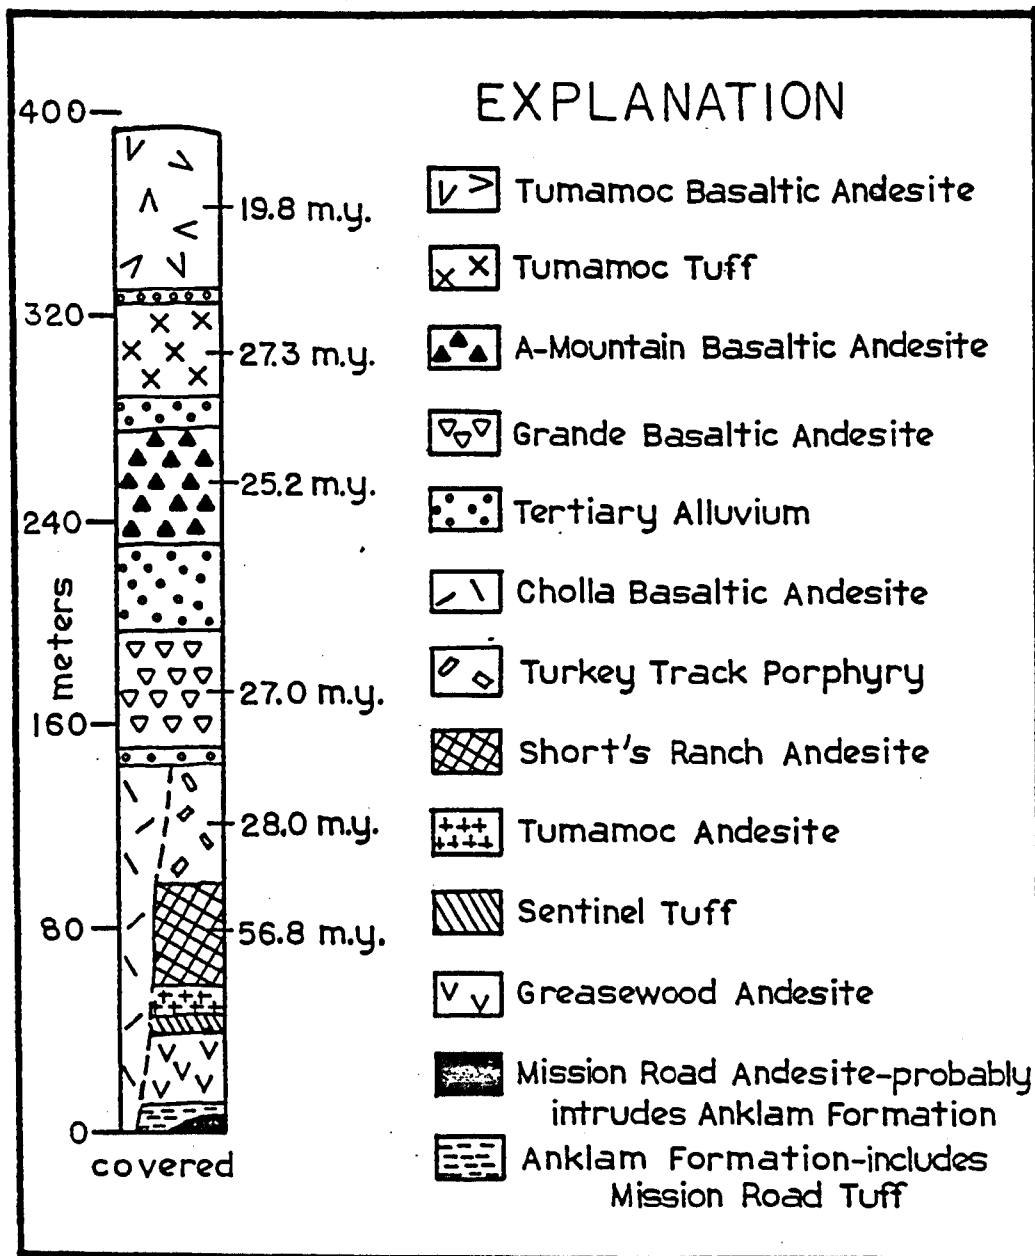 EXPLANATION
400
320
240
160
80
0
meters
covered
19.8 m.y.
27.3 m.y.
25.2 m.y.
27.0 m.y.
28.0 m.y.
56.8 m.y.
Tumamoc Basaltic Andesite
Tumamoc Tuff
A-Mountain Basaltic Andesite
Grande Basaltic Andesite
Tertiary Alluvium
Cholla Basaltic Andesite
Turkey Track Porphyry
Short's Ranch Andesite
Tumamoc Andesite
Sentinel Tuff
Greasewood Andesite
Mission Road Andesite-probably
intrudes Anklam Formation
Anklam Formation-includes
Mission Road Tuff